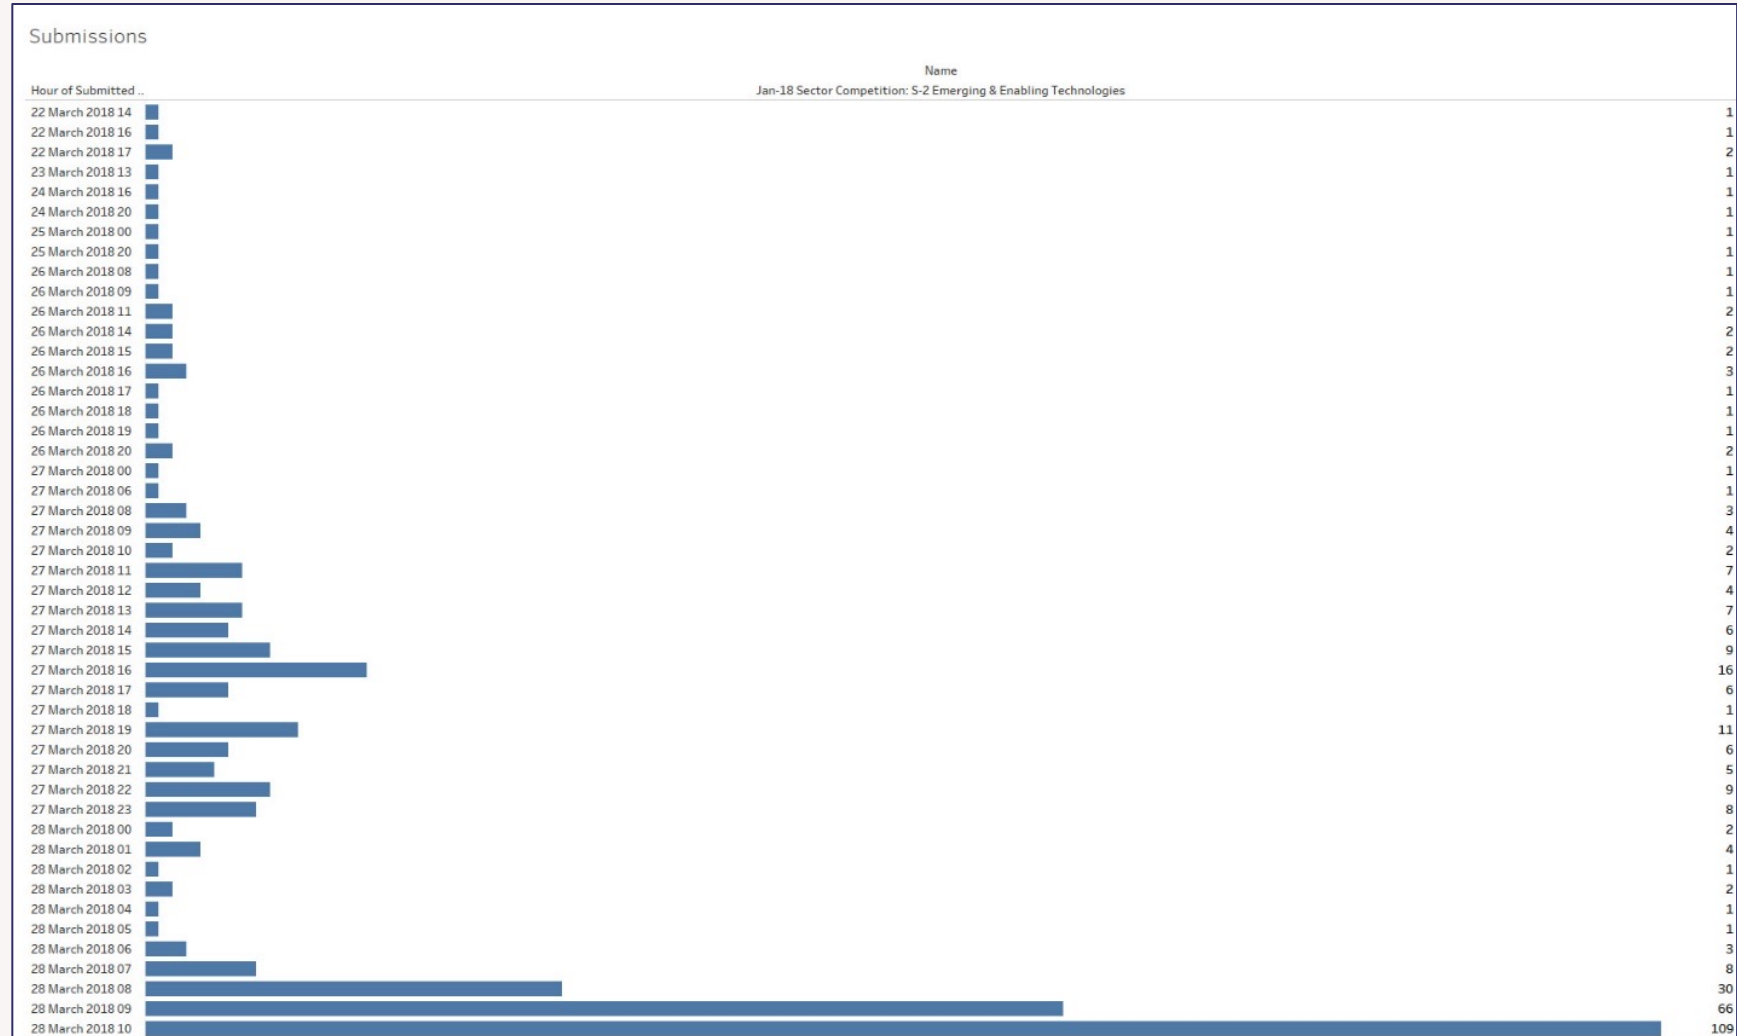 Submissions
Name
Hour of Submitted .. Jan-18 Sector Competition: S-2 Emerging & Enabling Technologies
22 March 2018 14 1
22 March 2018 16 1
22 March 2018 17 2
23 March 2018 13 1
24 March 2018 16 1
24 March 2018 20 1
25 March 2018 00 1
25 March 2018 20 1
26 March 2018 08 1
26 March 2018 09 1
26 March 2018 11 2
26 March 2018 14 2
26 March 2018 15 2
26 March 2018 16 3
26 March 2018 17 1
26 March 2018 18 1
26 March 2018 19 1
26 March 2018 20 2
27 March 2018 00 1
27 March 2018 06 1
27 March 2018 08 3
27 March 2018 09 4
27 March 2018 10 2
27 March 2018 11 7
27 March 2018 12 4
27 March 2018 13 7
27 March 2018 14 6
27 March 2018 15 9
27 March 2018 16 16
27 March 2018 17 6
27 March 2018 18 1
27 March 2018 19 11
27 March 2018 20 6
27 March 2018 21 5
27 March 2018 22 9
27 March 2018 23 8
28 March 2018 00 2
28 March 2018 01 4
28 March 2018 02 1
28 March 2018 03 2
28 March 2018 04 1
28 March 2018 05 1
28 March 2018 06 3
28 March 2018 07 8
28 March 2018 08 30
28 March 2018 09 66
28 March 2018 10 109